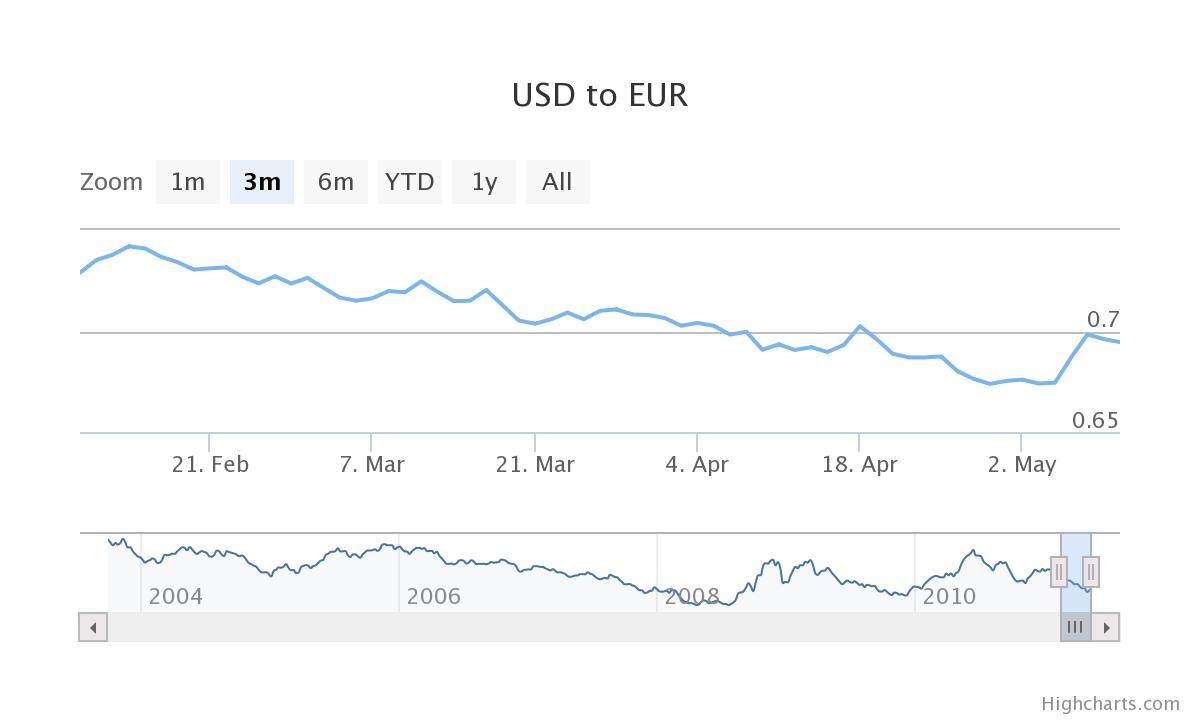 USD to EUR
Zoom 1m 3m 6m YTD 1y All
0.7
0.65
21. Feb 7. Mar 21. Mar 4. Apr 18. Apr 2. May
2004 2006 2008 2010
Highcharts.com